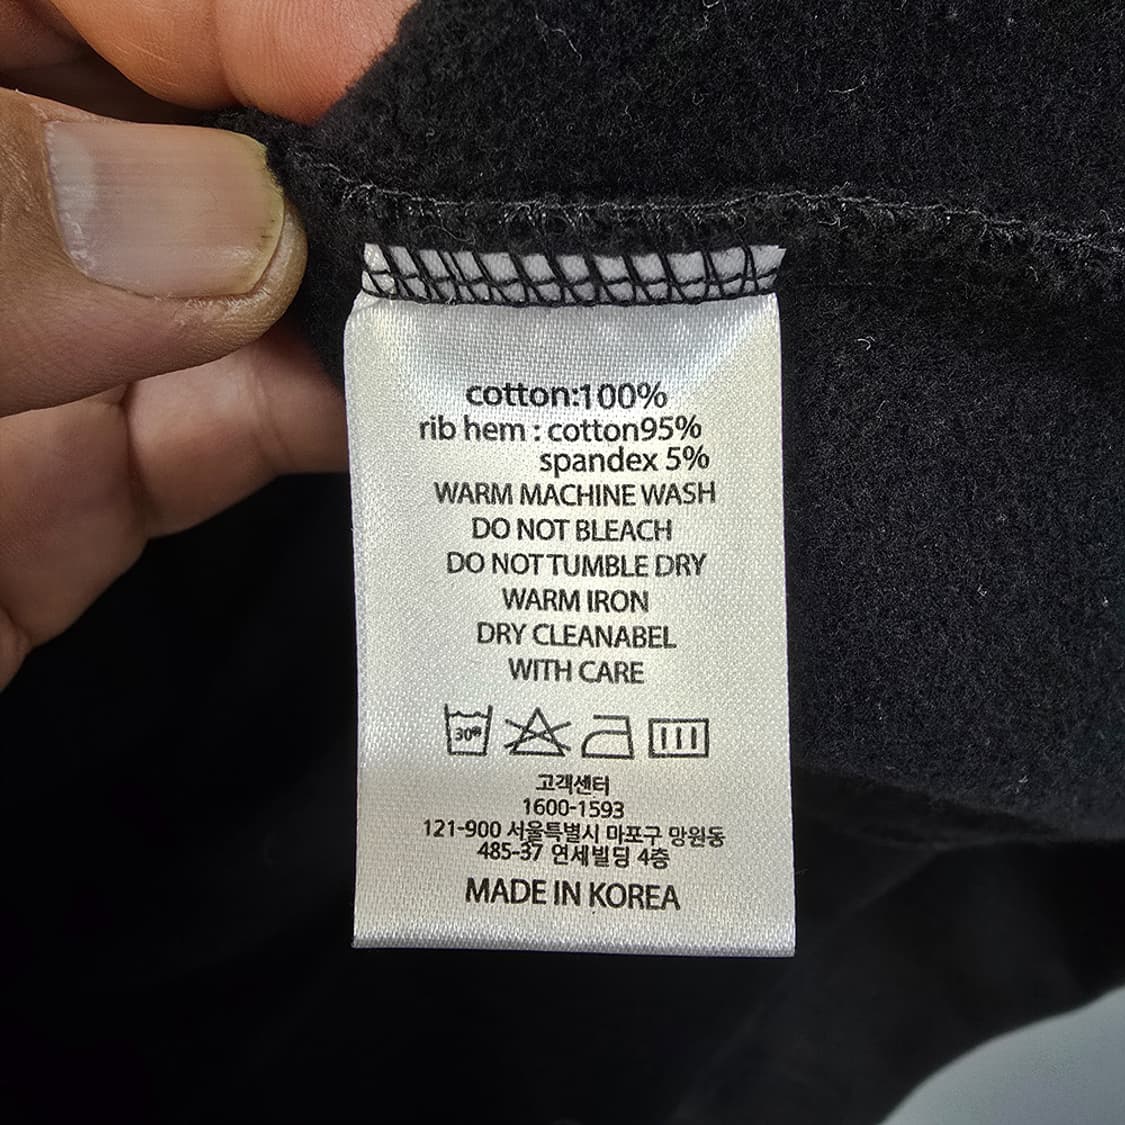 cotton:100%
rib hem : cotton95%
spandex 5%
WARM MACHINE WASH
DO NOT BLEACH
DO NOT TUMBLE DRY
WARM IRON
DRY CLEANABEL
WITH CARE
30°
고객센터
1600-1593
121-900 서울특별시 마포구 망원동
485-37 연세빌딩 4층
MADE IN KOREA